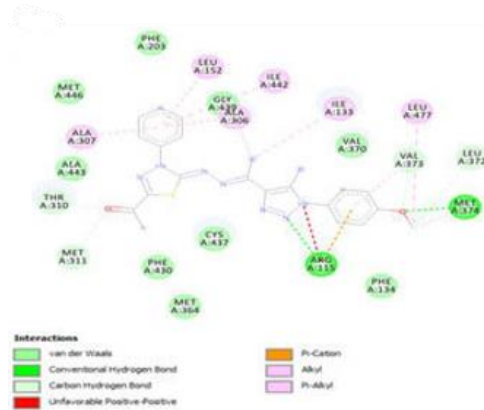 PHE
A:203
LEU
A:152
MET
A:446
GLY
A:439
ILE
A:442
ALA
A:306
ILE
A:133
LEU
A:477
ALA
A:307
VAL
A:370
ALA
A:443
VAL
A:373
LEU
A:372
THR
A:310
MET
A:374
CYS
A:437
MET
A:311
PHE
A:430
ARG
A:115
PHE
A:134
MET
A:364
Interactions
van der Waals
Conventional Hydrogen Bond
Carbon Hydrogen Bond
Unfavorable Positive-Positive
Pi-Cation
Alkyl
Pi-Alkyl